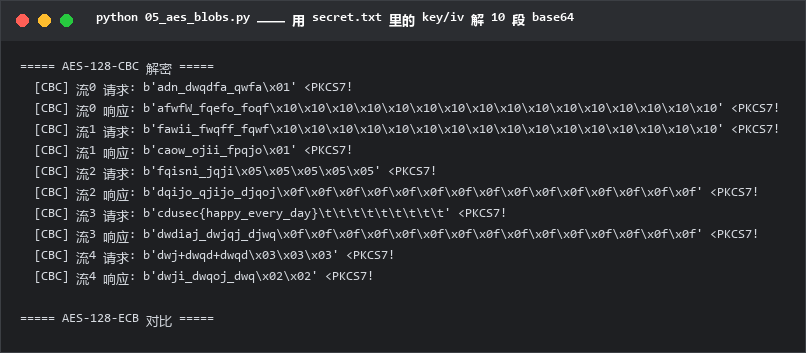 python 05_aes_blobs.py —— 用 secret.txt 里的 key/iv 解 10 段 base64
===== AES-128-CBC 解密 =====
[CBC] 流0 请求: b'adn_dwqdfa_qwfa\x01' <PKCS7!
[CBC] 流0 响应: b'afwfW_fqefo_foqf\x10\x10\x10\x10\x10\x10\x10\x10\x10\x10\x10\x10\x10\x10\x10\x10' <PKCS7!
[CBC] 流1 请求: b'fawii_fwqff_fqwf\x10\x10\x10\x10\x10\x10\x10\x10\x10\x10\x10\x10\x10\x10\x10\x10' <PKCS7!
[CBC] 流1 响应: b'caow_ojii_fpqjo\x01' <PKCS7!
[CBC] 流2 请求: b'fqisni_jqji\x05\x05\x05\x05\x05' <PKCS7!
[CBC] 流2 响应: b'dqijo_qjijo_djqoj\x0f\x0f\x0f\x0f\x0f\x0f\x0f\x0f\x0f\x0f\x0f\x0f\x0f\x0f\x0f' <PKCS7!
[CBC] 流3 请求: b'cdusec{happy_every_day}\t\t\t\t\t\t\t\t\t' <PKCS7!
[CBC] 流3 响应: b'dwdiaj_dwjqj_djwq\x0f\x0f\x0f\x0f\x0f\x0f\x0f\x0f\x0f\x0f\x0f\x0f\x0f\x0f\x0f' <PKCS7!
[CBC] 流4 请求: b'dwj+dwqd+dwqd\x03\x03\x03' <PKCS7!
[CBC] 流4 响应: b'dwji_dwqoj_dwq\x02\x02' <PKCS7!
===== AES-128-ECB 对比 =====